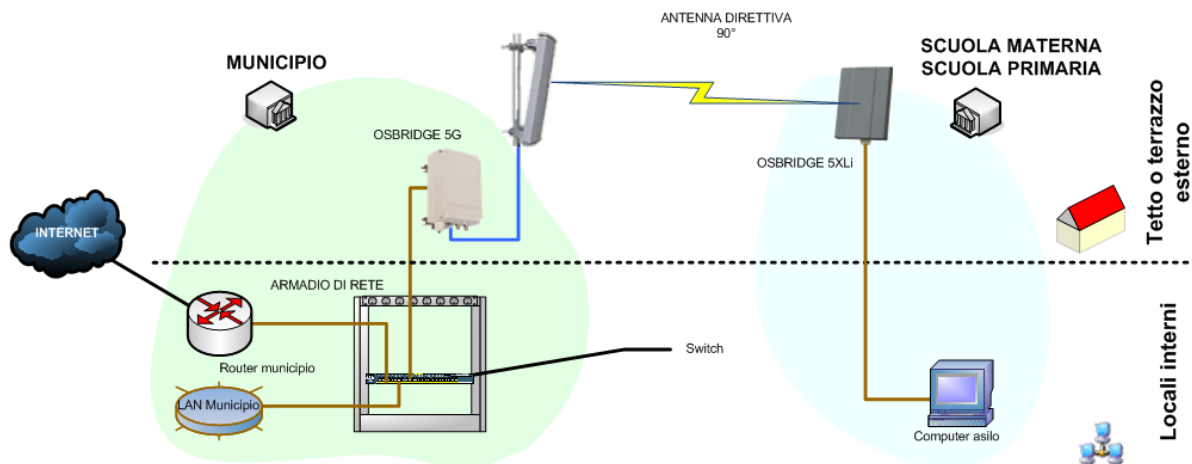 ANTENNA DIRETTIVA
90°
MUNICIPIO
SCUOLA MATERNA
SCUOLA PRIMARIA
OSBRIDGE 5G
OSBRIDGE 5XLi
Tetto o terrazzo
esterno
INTERNET
ARMADIO DI RETE
Switch
Router municipio
LAN Municipio
Computer asilo
Locali interni